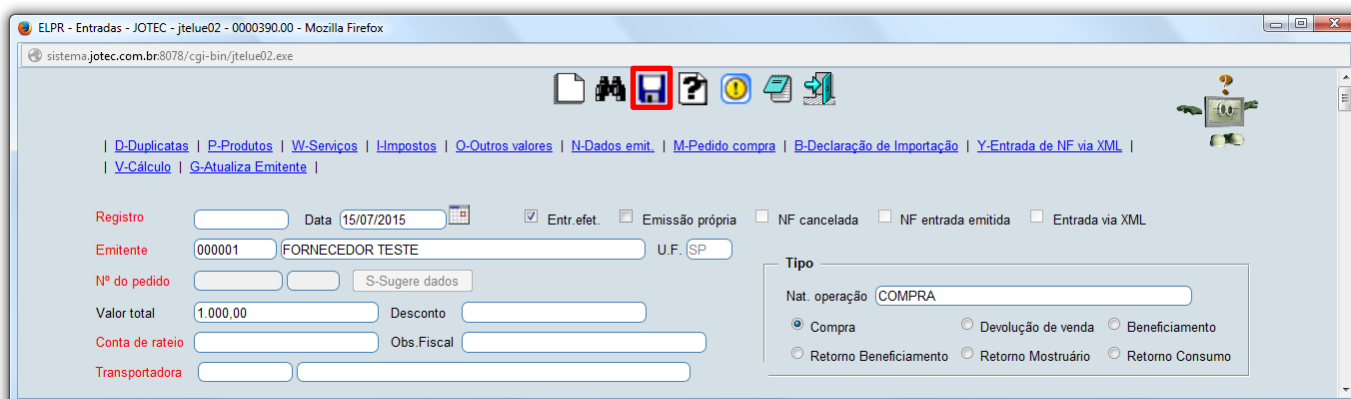 ELPR - Entradas - JOTEC - jtelue02 - 0000390.00 - Mozilla Firefox
sistema.jotec.com.br:8078/cgi-bin/jtelue02.exe
| D-Duplicatas | P-Produtos | W-Serviços | I-Impostos | O-Outros valores | N-Dados emit. | M-Pedido compra | B-Declaração de Importação | Y-Entrada de NF via XML |
| V-Cálculo | G-Atualiza Emitente |
Registro Data 15/07/2015 Entr.efet. Emissão própria NF cancelada NF entrada emitida Entrada via XML
Emitente 000001 FORNECEDOR TESTE U.F. SP
Tipo
Nº do pedido S-Sugere dados
Nat. operação COMPRA
Valor total 1.000,00 Desconto
Compra Devolução de venda Beneficiamento
Conta de rateio Obs.Fiscal
Retorno Beneficiamento Retorno Mostruário Retorno Consumo
Transportadora